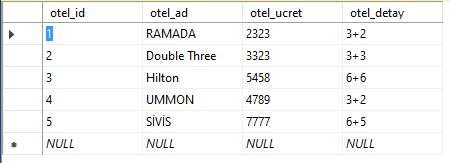 otel_id otel_ad otel_ucret otel_detay
1 RAMADA 2323 3+2
2 Double Three 3323 3+3
3 Hilton 5458 6+6
4 UMMON 4789 3+2
5 SİVİS 7777 6+5
NULL NULL NULL NULL